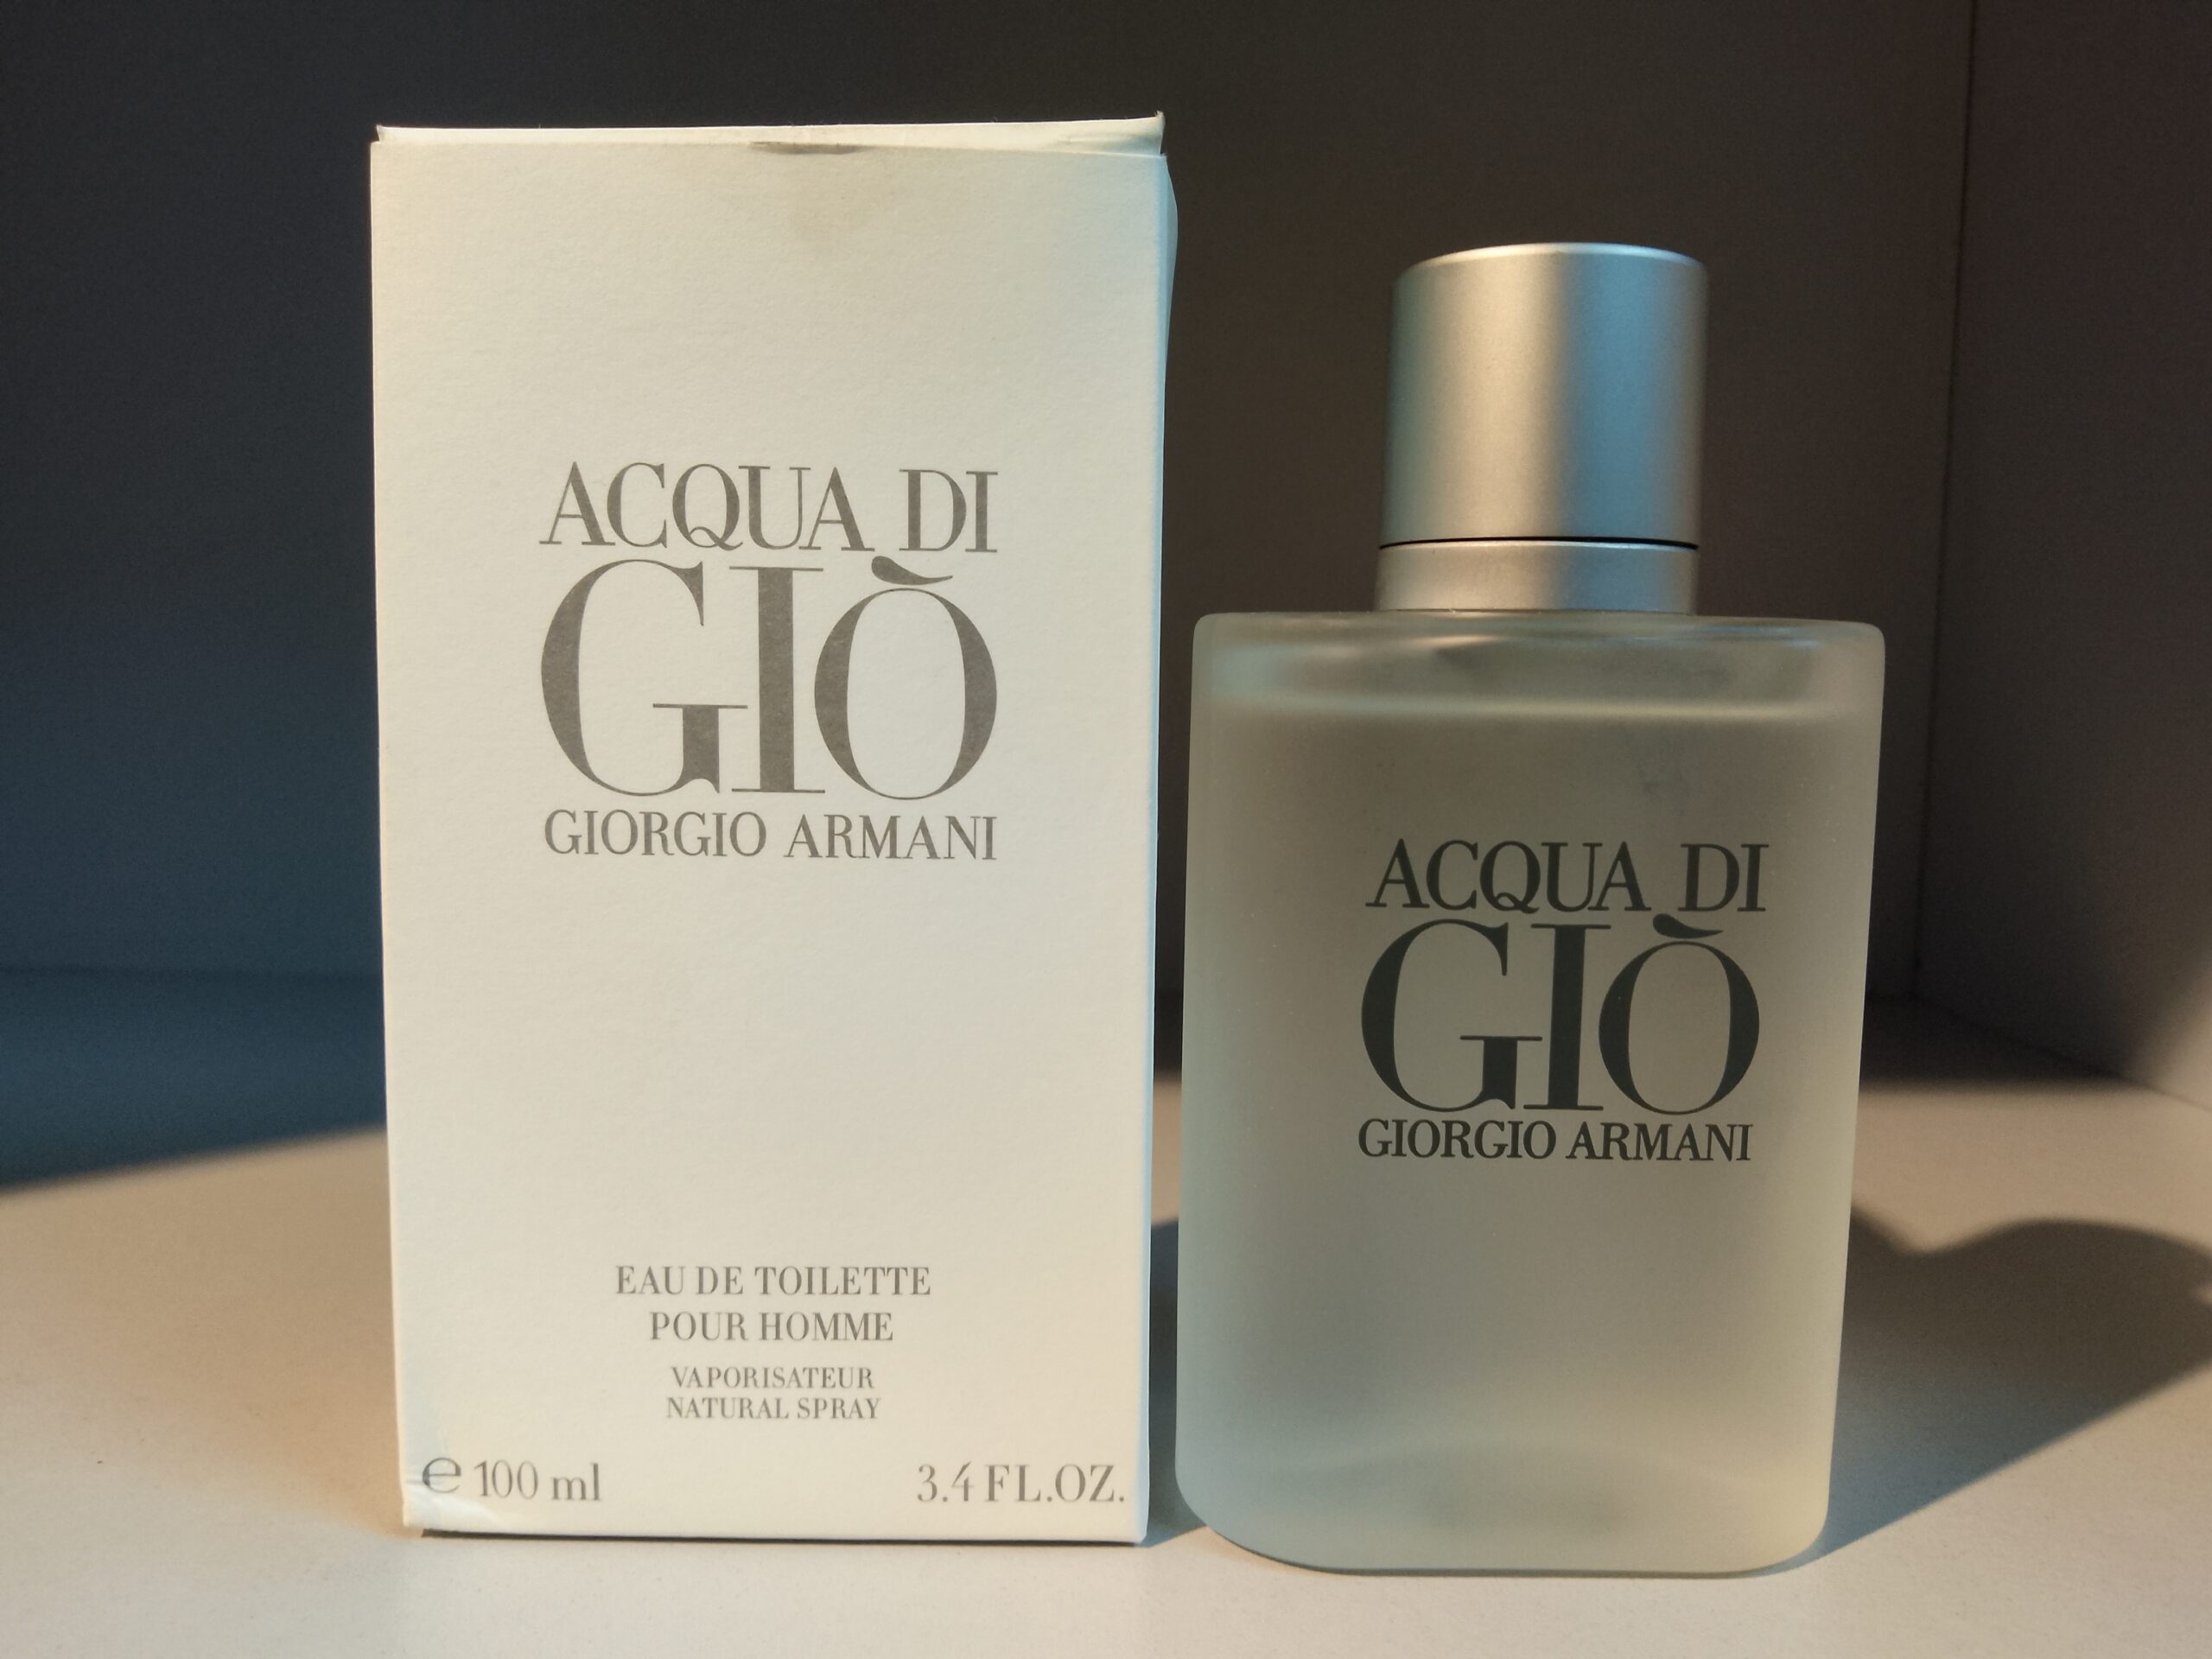 ACQUA DI
GIÒ
GIORGIO ARMANI
EAU DE TOILETTE
POUR HOMME
VAPORISATEUR
NATURAL SPRAY
℮ 100 ml 3.4 FL.OZ.
ACQUA DI
GIÒ
GIORGIO ARMANI